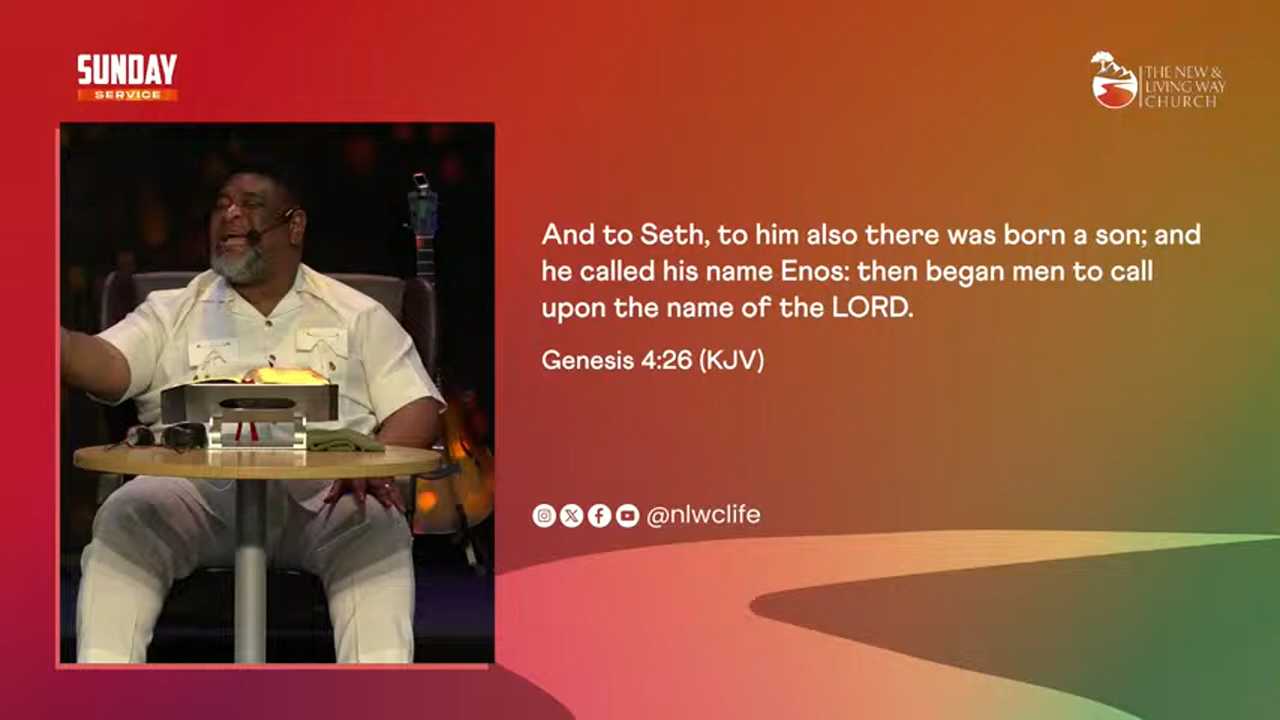 SUNDAY
SERVICE
THE NEW &
LIVING WAY
CHURCH
And to Seth, to him also there was born a son; and
he called his name Enos: then began men to call
upon the name of the LORD.
Genesis 4:26 (KJV)
@nlwclife